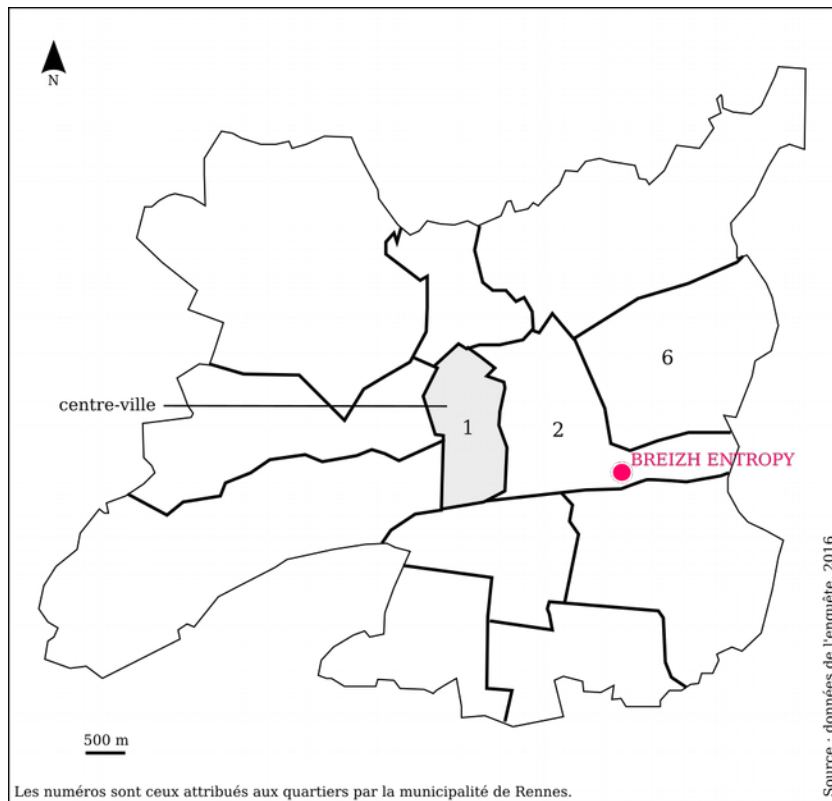 N
6
centre-ville
1
2
BREIZH ENTROPY
500 m
Les numéros sont ceux attribués aux quartiers par la municipalité de Rennes.
Source : données de l'enquête, 2016